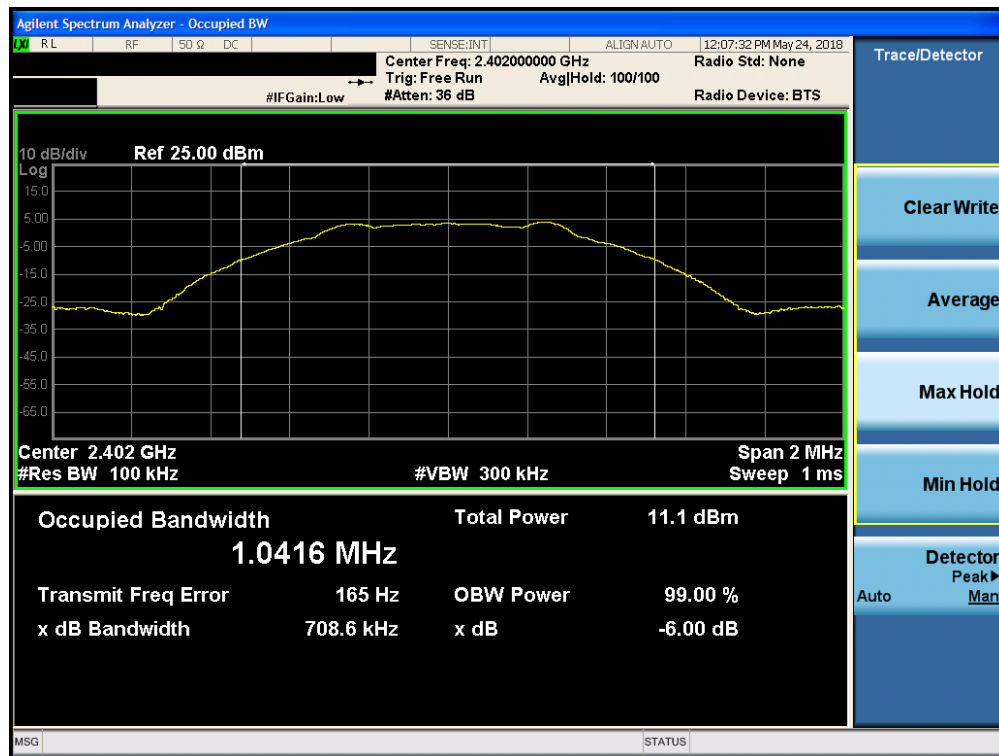 Agilent Spectrum Analyzer - Occupied BW
LXI RL RF 50 Ω DC SENSE:INT ALIGN AUTO 12:07:32 PM May 24, 2018
Center Freq: 2.402000000 GHz Radio Std: None
Trig: Free Run Avg|Hold: 100/100
#IFGain:Low #Atten: 36 dB Radio Device: BTS
Trace/Detector
10 dB/div Ref 25.00 dBm
Log
15.0
5.00
-5.00
-15.0
-25.0
-35.0
-45.0
-55.0
-65.0
Center 2.402 GHz Span 2 MHz
#Res BW 100 kHz #VBW 300 kHz Sweep 1 ms
Occupied Bandwidth Total Power 11.1 dBm
1.0416 MHz
Transmit Freq Error 165 Hz OBW Power 99.00 %
x dB Bandwidth 708.6 kHz x dB -6.00 dB
Clear Write
Average
Max Hold
Min Hold
Detector
Peak▶
Auto Man
MSG STATUS